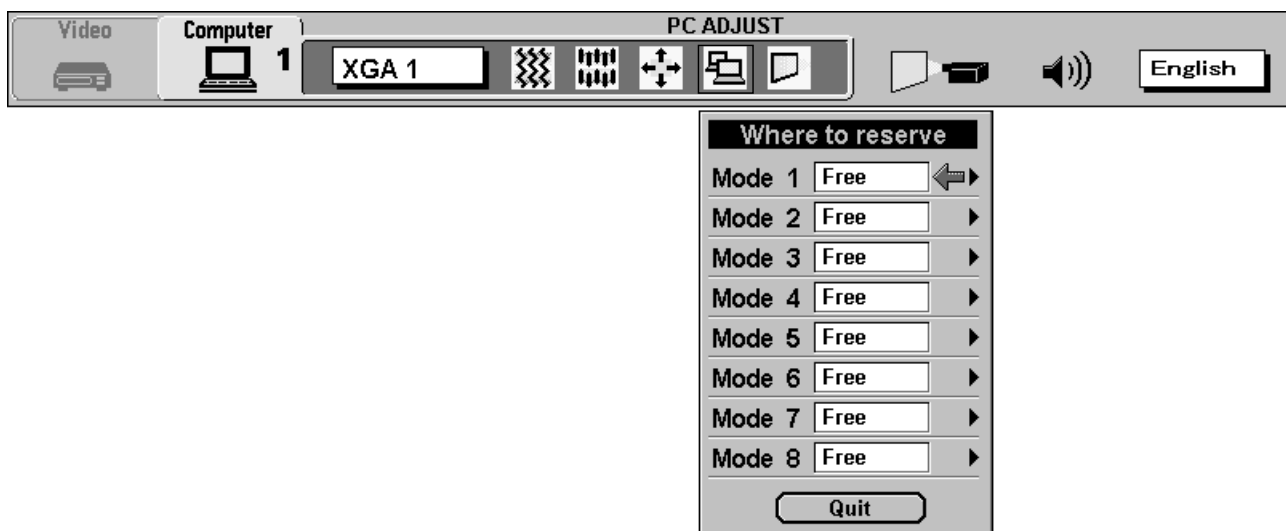 Video
Computer
1
PC ADJUST
XGA 1
English
Where to reserve
Mode 1 Free
Mode 2 Free
Mode 3 Free
Mode 4 Free
Mode 5 Free
Mode 6 Free
Mode 7 Free
Mode 8 Free
Quit